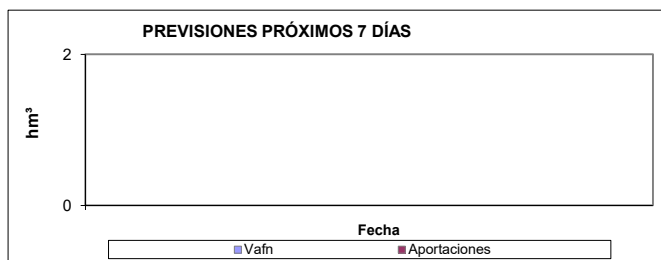 PREVISIONES PRÓXIMOS 7 DÍAS
2
hm³
0
Fecha
Vafn Aportaciones